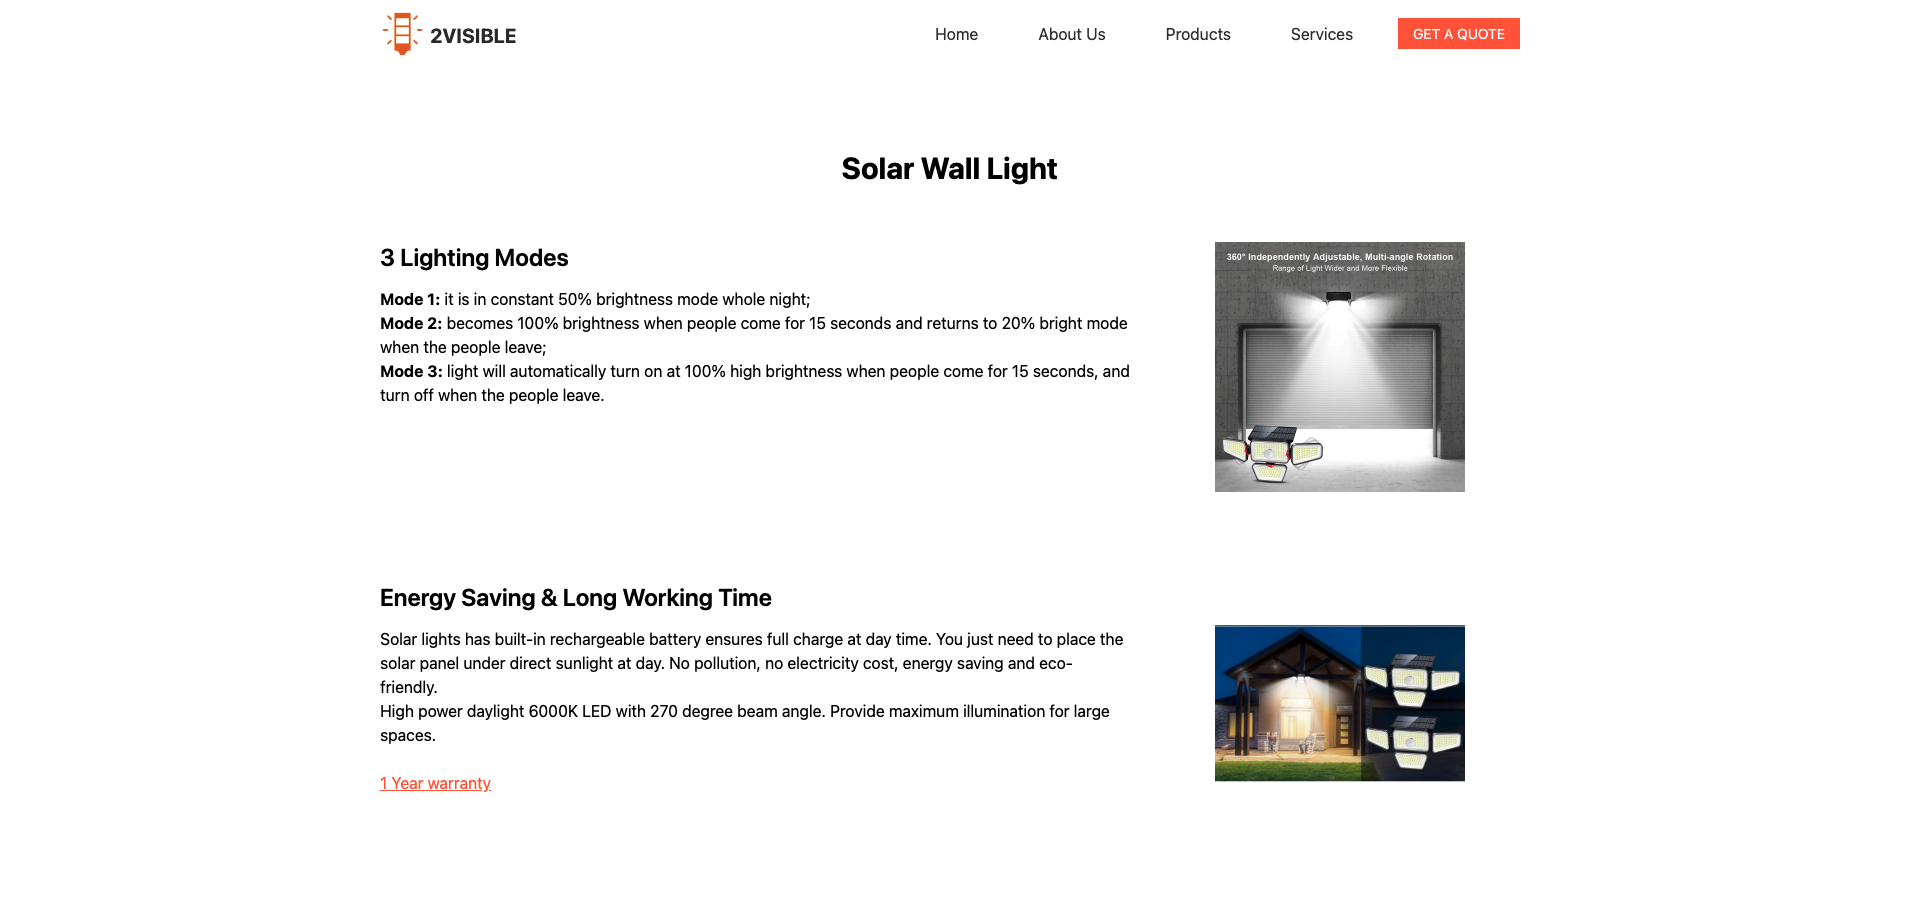 2VISIBLE
Home
About Us
Products
Services
GET A QUOTE
Solar Wall Light
3 Lighting Modes
Mode 1: it is in constant 50% brightness mode whole night;
Mode 2: becomes 100% brightness when people come for 15 seconds and returns to 20% bright mode
when the people leave;
Mode 3: light will automatically turn on at 100% high brightness when people come for 15 seconds, and
turn off when the people leave.
360° Independently Adjustable, Multi-angle Rotation
Range of Light Wider and More Flexible
Energy Saving & Long Working Time
Solar lights has built-in rechargeable battery ensures full charge at day time. You just need to place the
solar panel under direct sunlight at day. No pollution, no electricity cost, energy saving and eco-
friendly.
High power daylight 6000K LED with 270 degree beam angle. Provide maximum illumination for large
spaces.
1 Year warranty